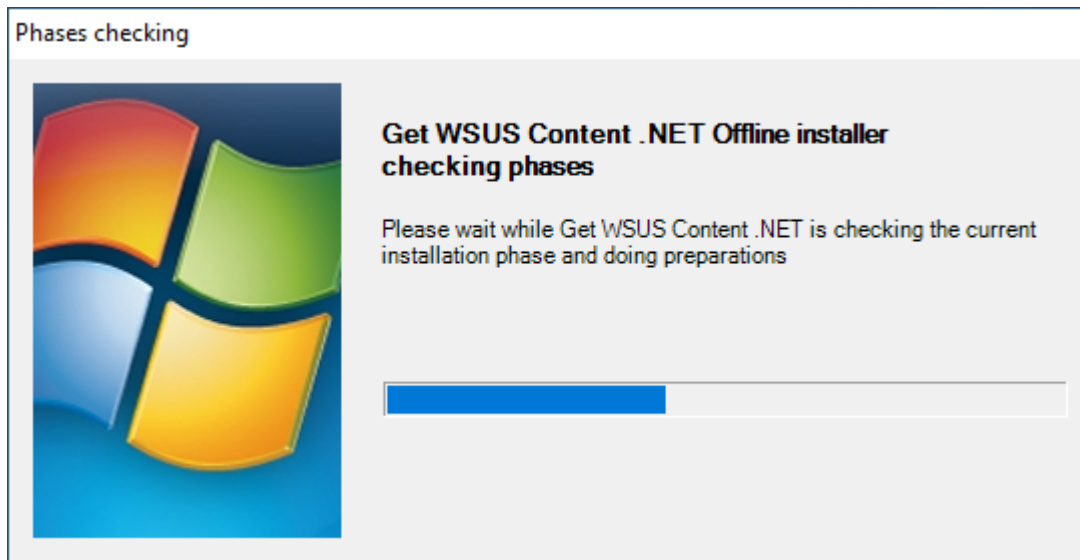 Phases checking
Get WSUS Content .NET Offline installer
checking phases
Please wait while Get WSUS Content .NET is checking the current
installation phase and doing preparations